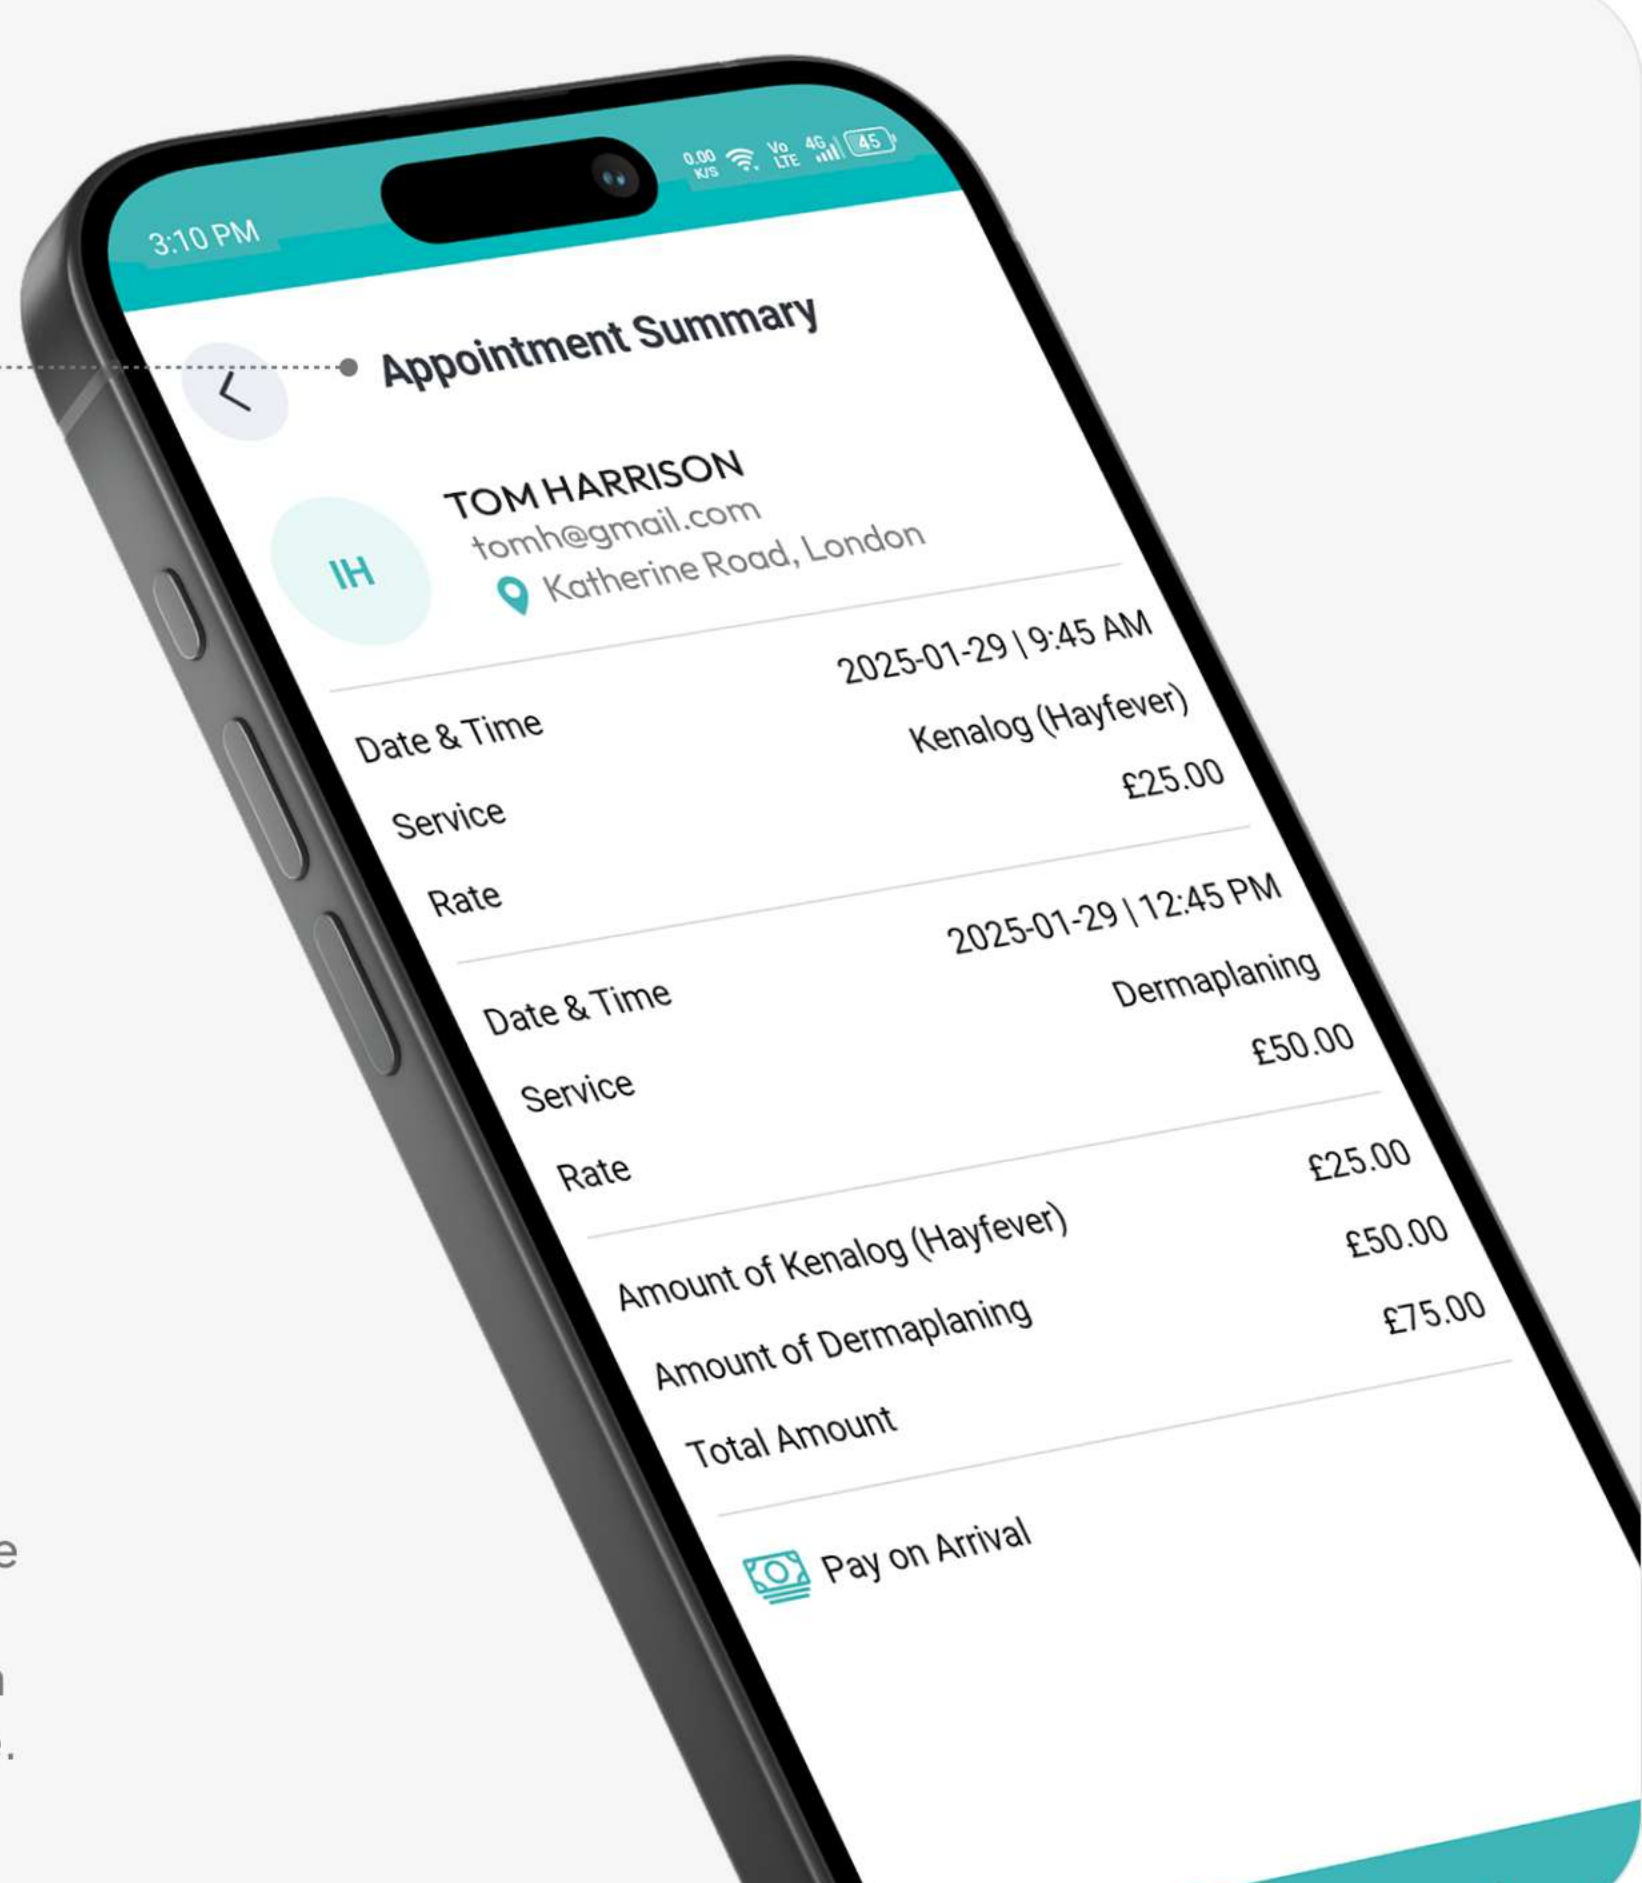 3:10 PM
0.00 K/S Vo LTE 4G 45
Appointment Summary
IH
TOM HARRISON
tomh@gmail.com
Katherine Road, London
Date & Time 2025-01-29 | 9:45 AM
Service Kenalog (Hayfever)
Rate £25.00
Date & Time 2025-01-29 | 12:45 PM
Service Dermaplaning
Rate £50.00
Amount of Kenalog (Hayfever) £25.00
Amount of Dermaplaning £50.00
Total Amount £75.00
Pay on Arrival